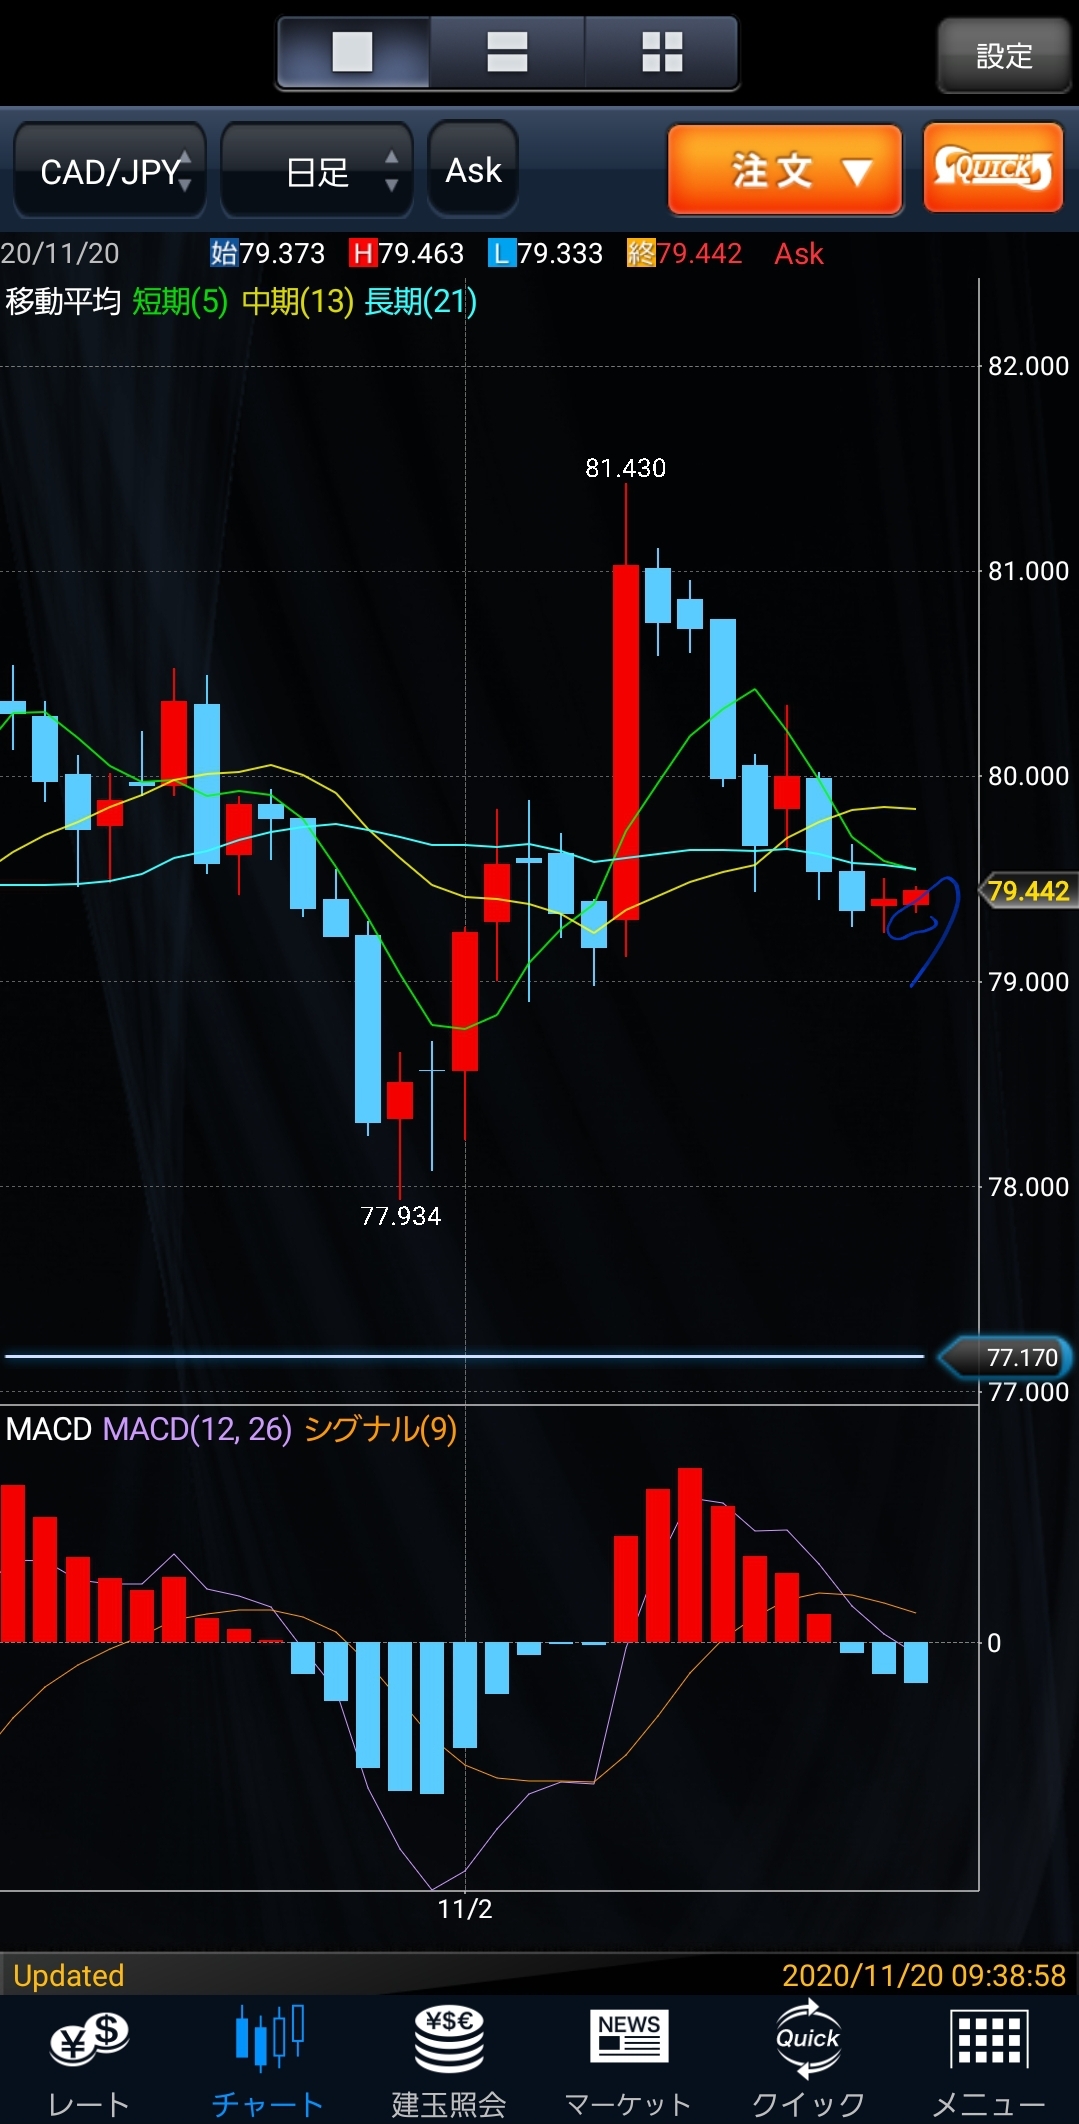 設定
CAD/JPY 日足 Ask 注文 ▼ QUICK
20/11/20 始79.373 H79.463 L79.333 終79.442 Ask
移動平均 短期(5) 中期(13) 長期(21)
82.000
81.430
81.000
80.000
79.442
79.000
78.000
77.934
77.170
77.000
MACD MACD(12, 26) シグナル(9)
0
11/2
Updated 2020/11/20 09:38:58
¥$ ¥$€ NEWS Quick
レート チャート 建玉照会 マーケット クイック メニュー